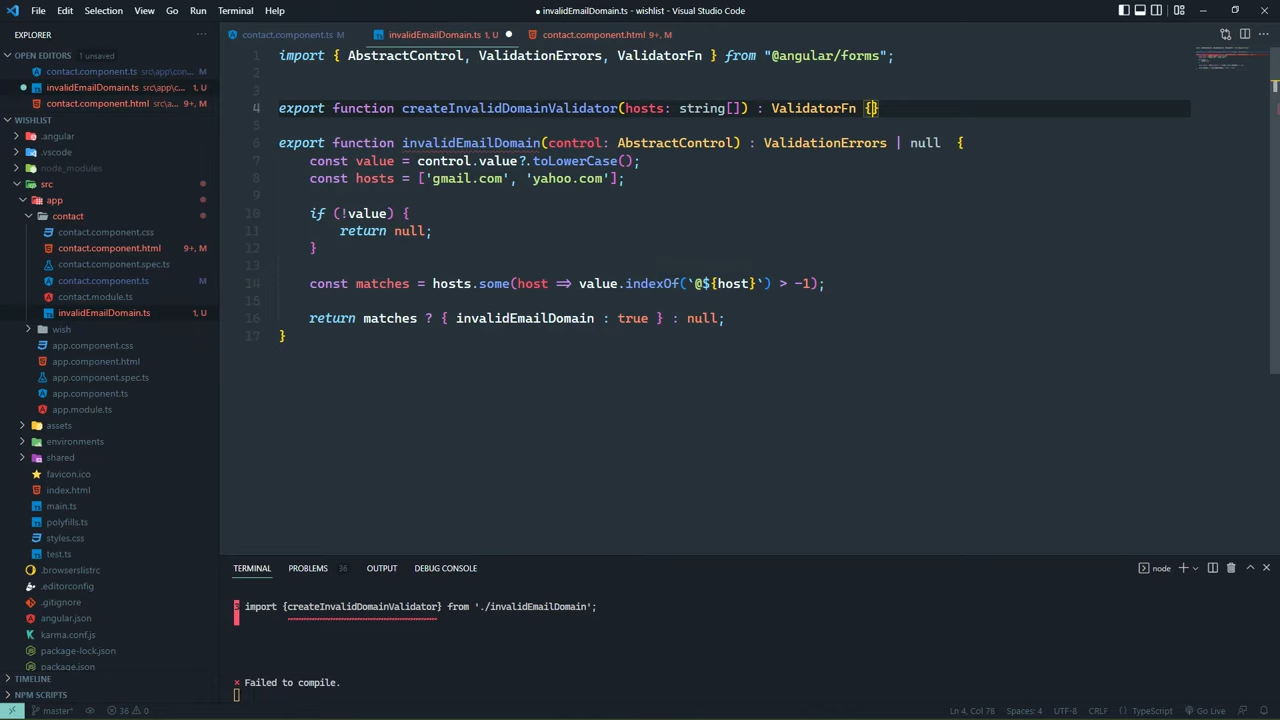 File Edit Selection View Go Run Terminal Help
● invalidEmailDomain.ts - wishlist - Visual Studio Code
EXPLORER ...
OPEN EDITORS 1 unsaved
contact.component.ts src\app\con... M
invalidEmailDomain.ts src\app\c... 1, U
contact.component.html src\a... 9+, M
WISHLIST
.angular
.vscode
node_modules
src
app
contact
contact.component.css
contact.component.html 9+, M
contact.component.spec.ts
contact.component.ts M
contact.module.ts
invalidEmailDomain.ts 1, U
wish
app.component.css
app.component.html
app.component.spec.ts
app.component.ts
app.module.ts
assets
environments
shared
favicon.ico
index.html
main.ts
polyfills.ts
styles.css
test.ts
.browserslistrc
.editorconfig
.gitignore
angular.json
karma.conf.js
package-lock.json
package.json
TIMELINE
NPM SCRIPTS
contact.component.ts M invalidEmailDomain.ts 1, U ● contact.component.html 9+, M
1 import { AbstractControl, ValidationErrors, ValidatorFn } from "@angular/forms";
2
3
4 export function createInvalidDomainValidator(hosts: string[]) : ValidatorFn {}
5
6 export function invalidEmailDomain(control: AbstractControl) : ValidationErrors | null {
7 const value = control.value?.toLowerCase();
8 const hosts = ['gmail.com', 'yahoo.com'];
9
10 if (!value) {
11 return null;
12 }
13
14 const matches = hosts.some(host => value.indexOf(`@${host}`) > -1);
15
16 return matches ? { invalidEmailDomain : true } : null;
17 }
TERMINAL PROBLEMS 36 OUTPUT DEBUG CONSOLE
node
3 import {createInvalidDomainValidator} from './invalidEmailDomain';
~~~~~~~~~~~~~~~~~~~~~~~~~~~~
× Failed to compile.
master* 36 0 Ln 4, Col 78 Spaces: 4 UTF-8 CRLF TypeScript Go Live